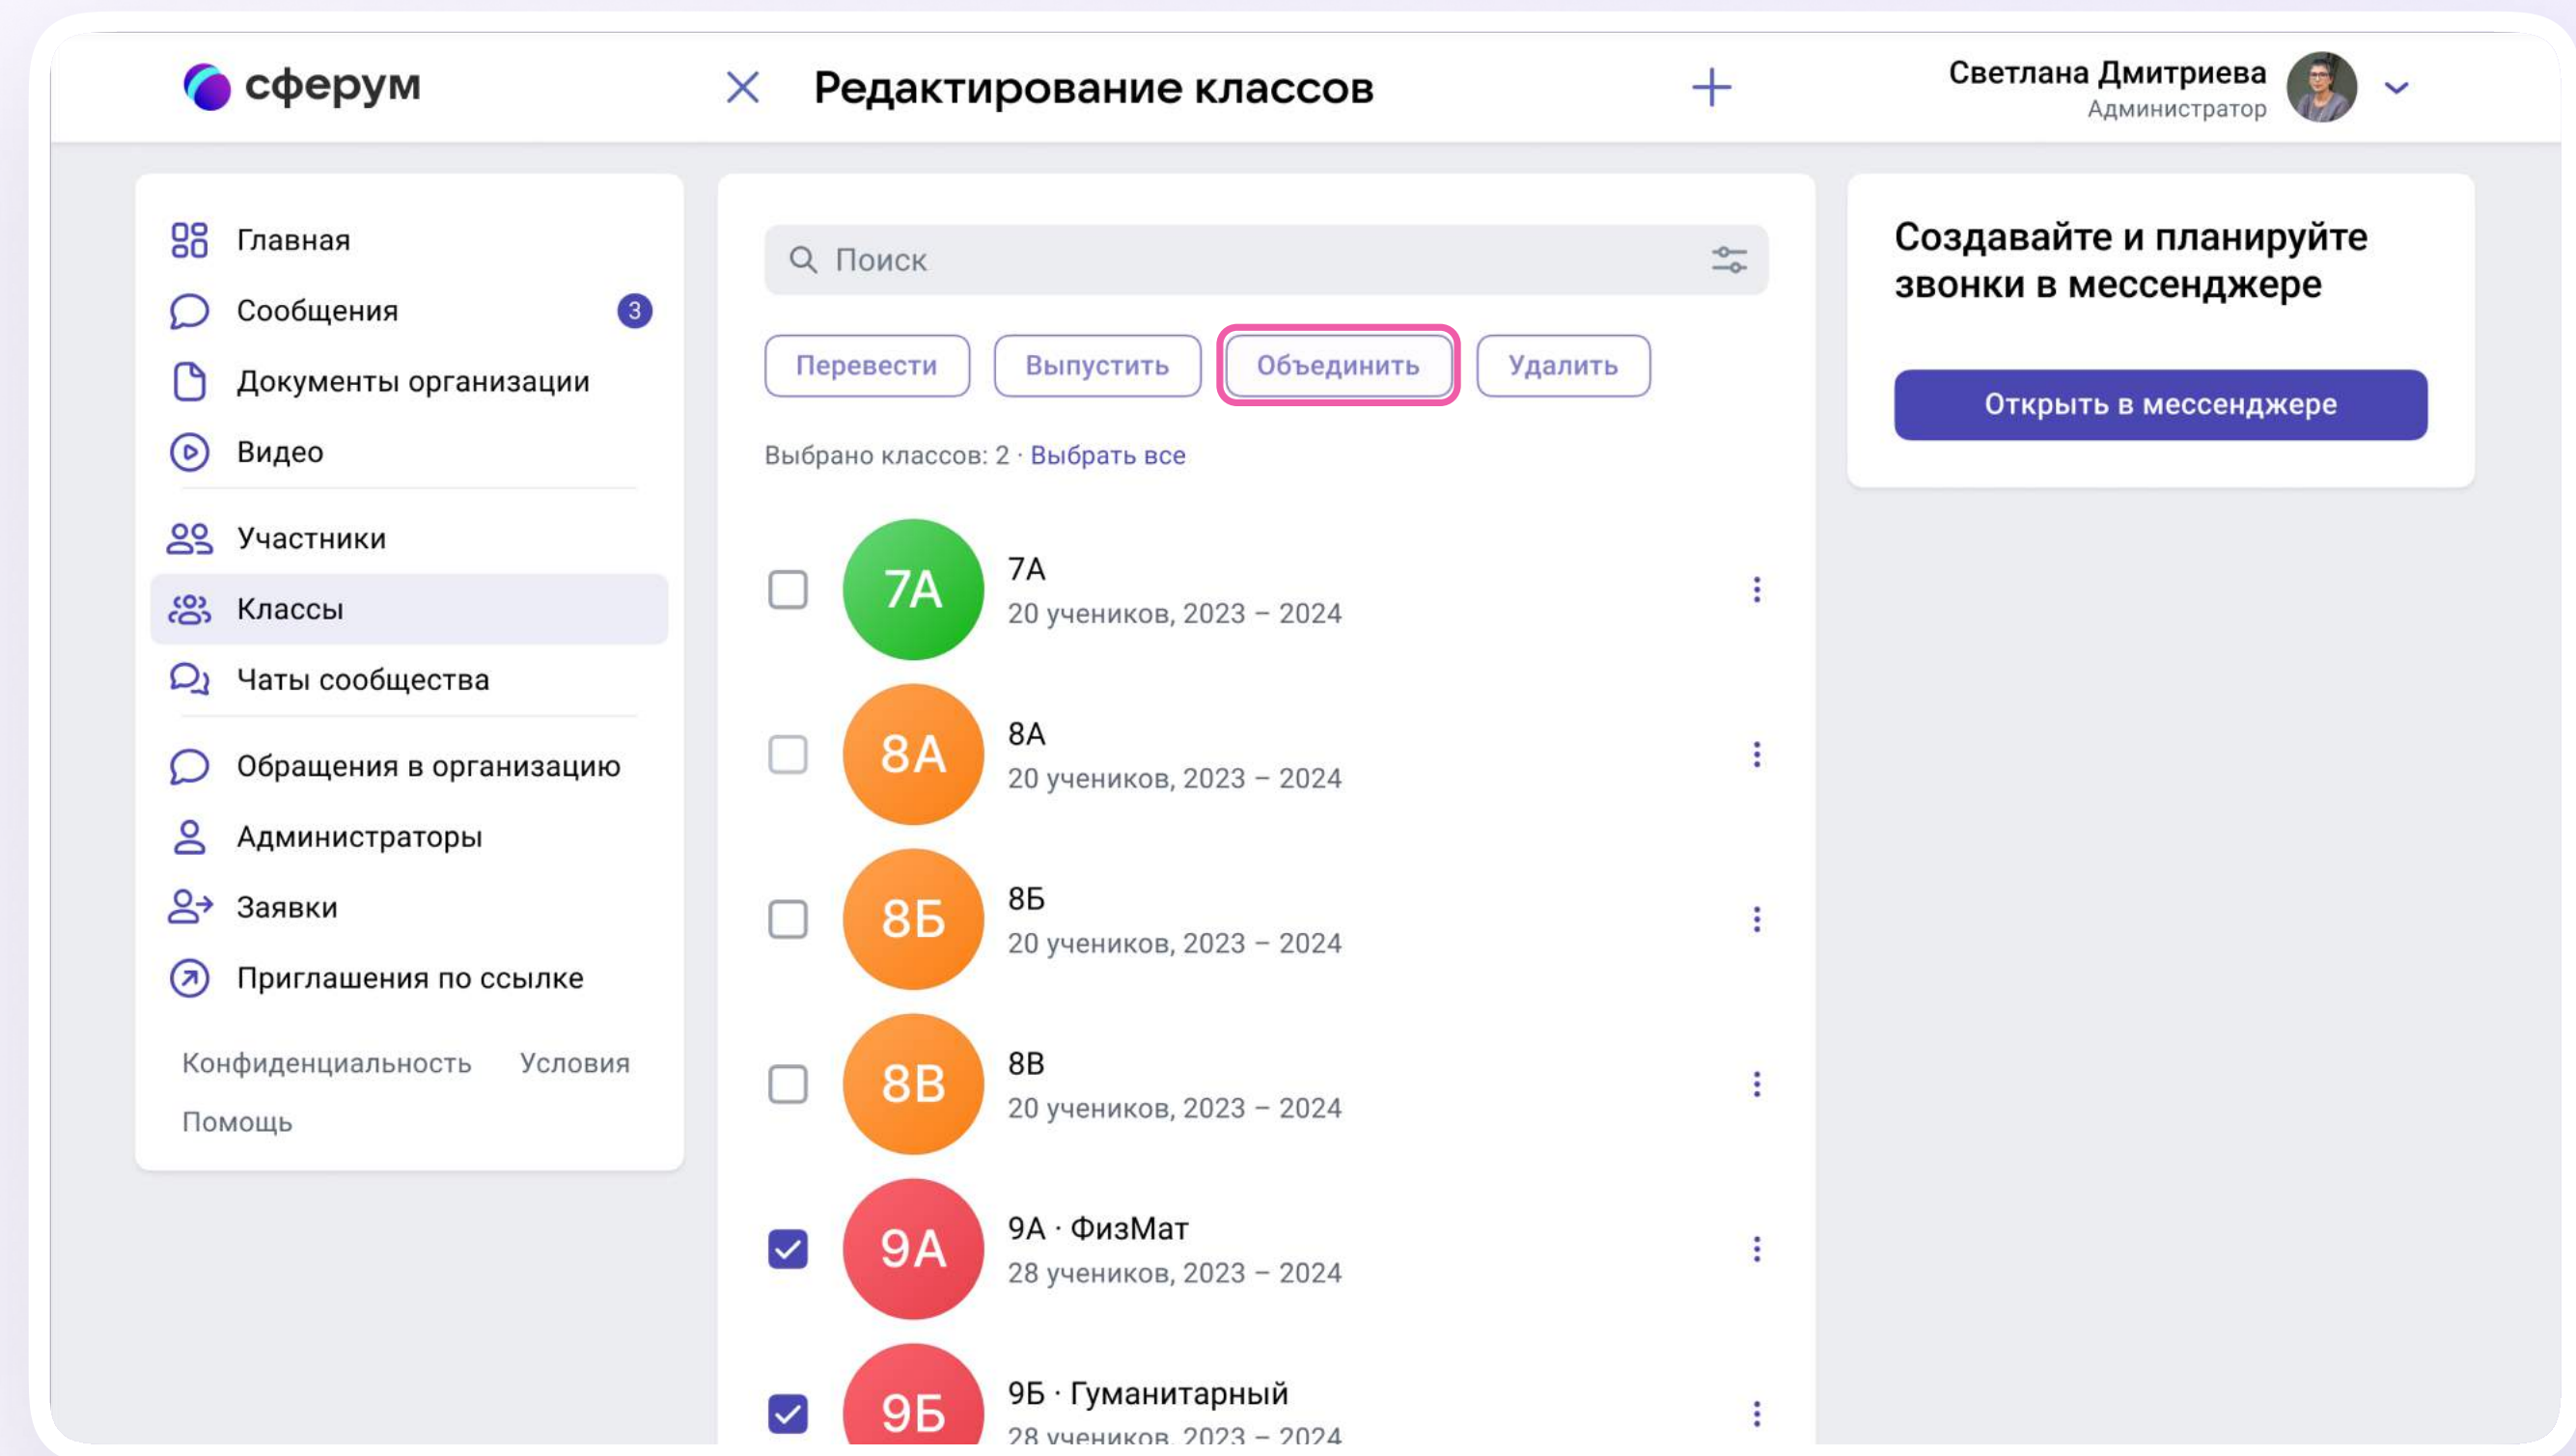 сферум
Редактирование классов
Светлана Дмитриева
Администратор
Главная
Сообщения
3
Документы организации
Видео
Участники
Классы
Чаты сообщества
Обращения в организацию
Администраторы
Заявки
Приглашения по ссылке
Конфиденциальность Условия
Помощь
Поиск
Перевести Выпустить Объединить Удалить
Выбрано классов: 2 · Выбрать все
7А
7А
20 учеников, 2023 – 2024
8А
8А
20 учеников, 2023 – 2024
8Б
8Б
20 учеников, 2023 – 2024
8В
8В
20 учеников, 2023 – 2024
9А
9А · ФизМат
28 учеников, 2023 – 2024
9Б
9Б · Гуманитарный
28 учеников, 2023 – 2024
Создавайте и планируйте
звонки в мессенджере
Открыть в мессенджере